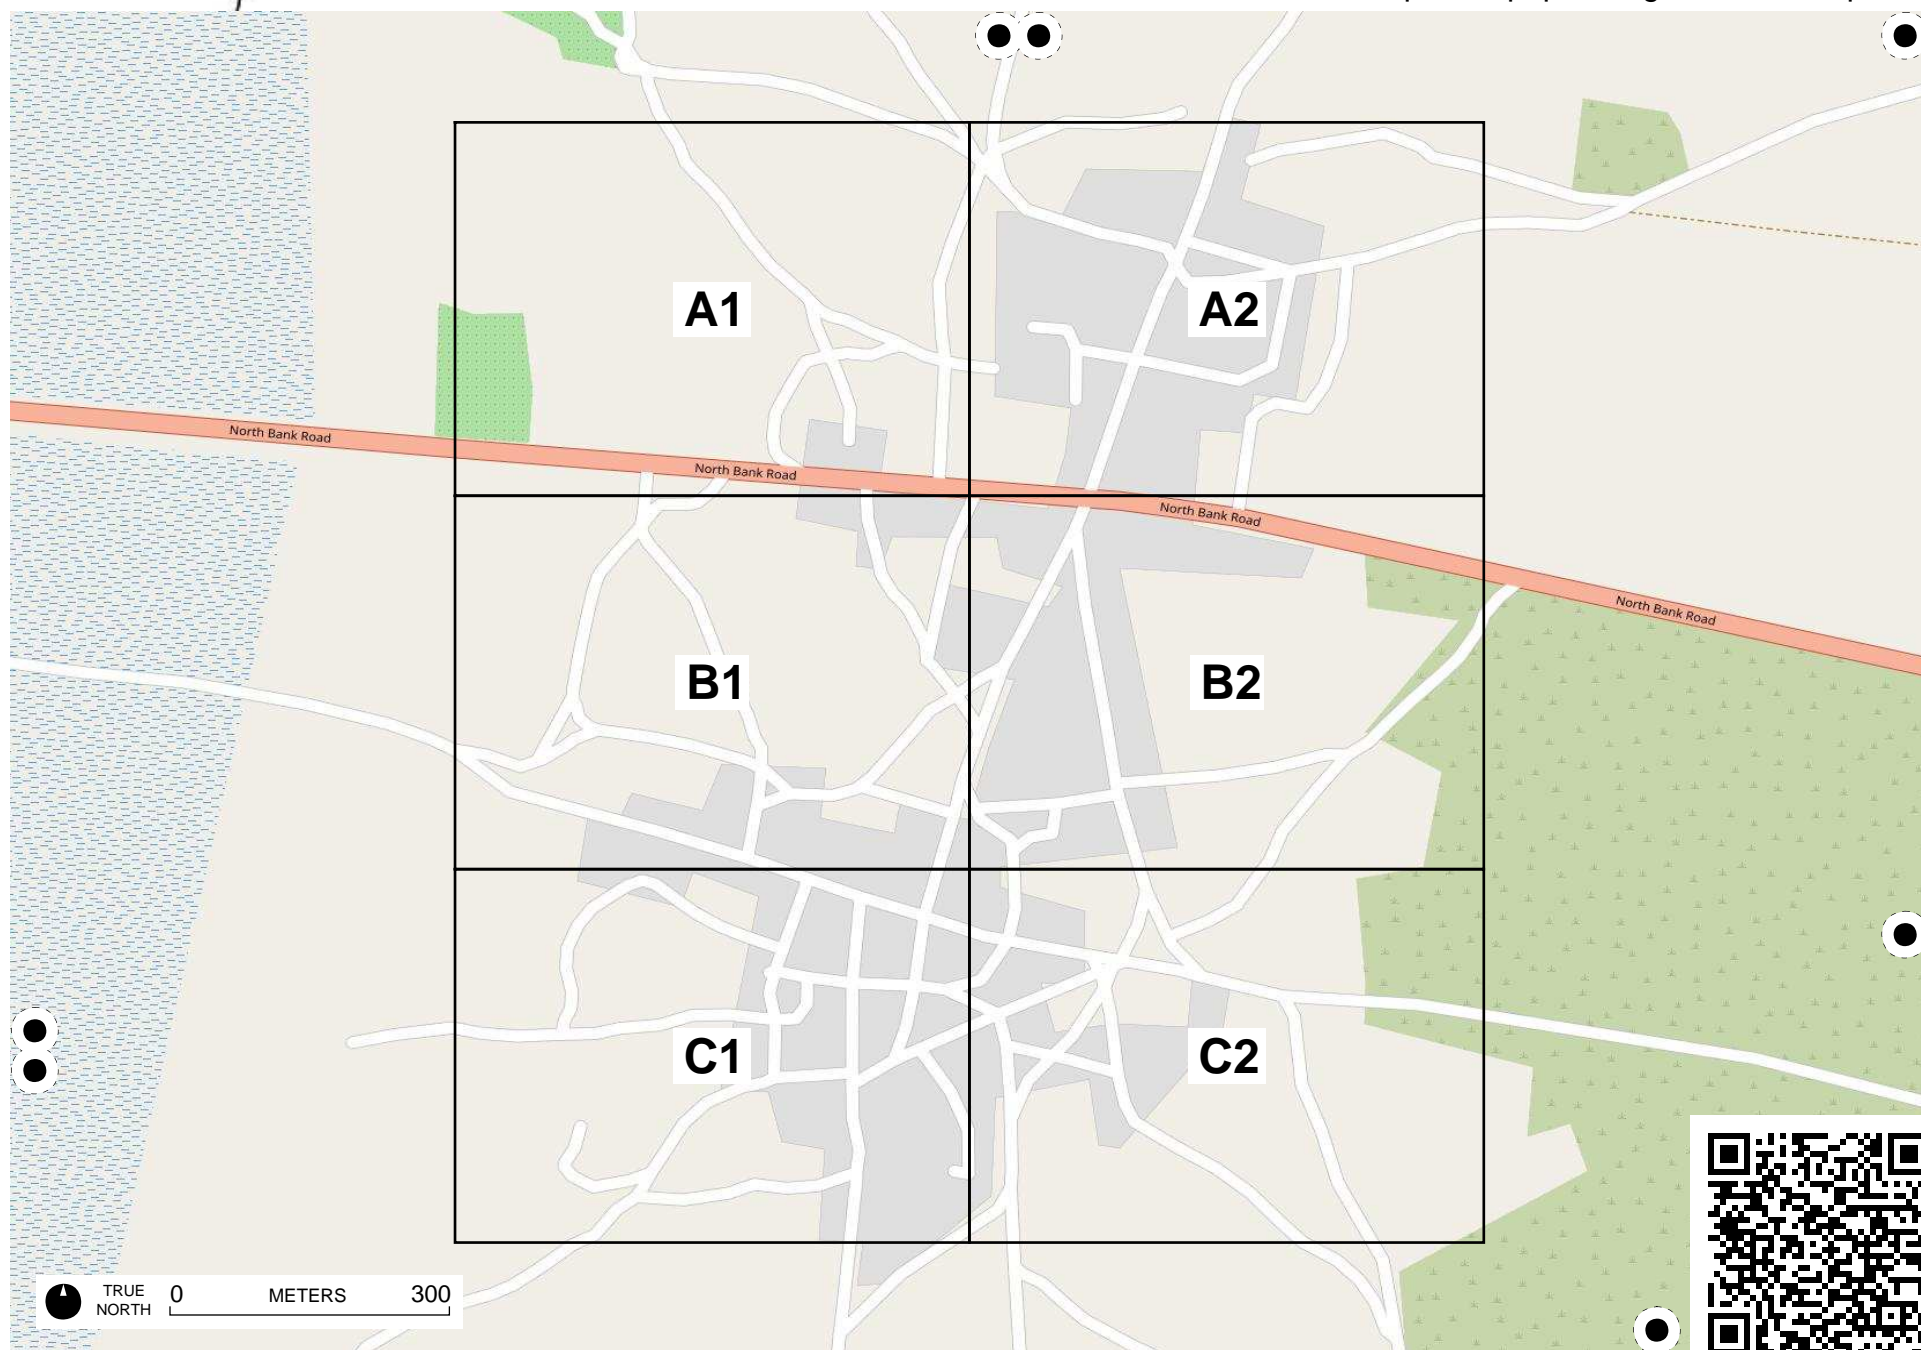 A1
A2
North Bank Road
North Bank Road
North Bank Road
North Bank Road
B1
B2
C1
C2
TRUE NORTH
0 METERS 300